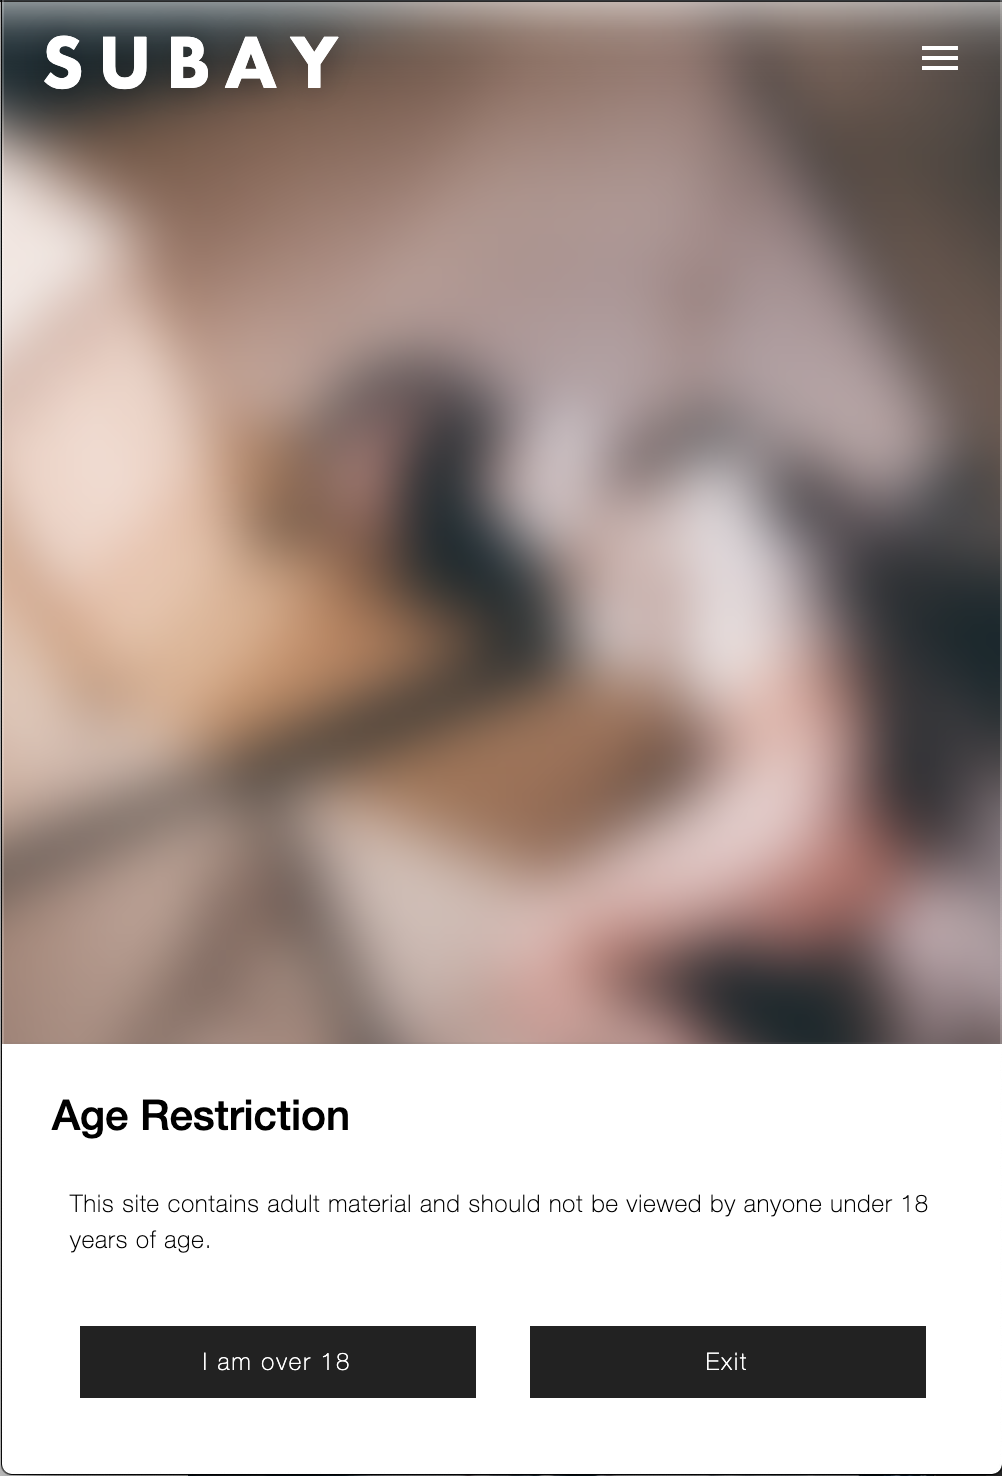 SUBAY
Age Restriction
This site contains adult material and should not be viewed by anyone under 18
years of age.
I am over 18
Exit